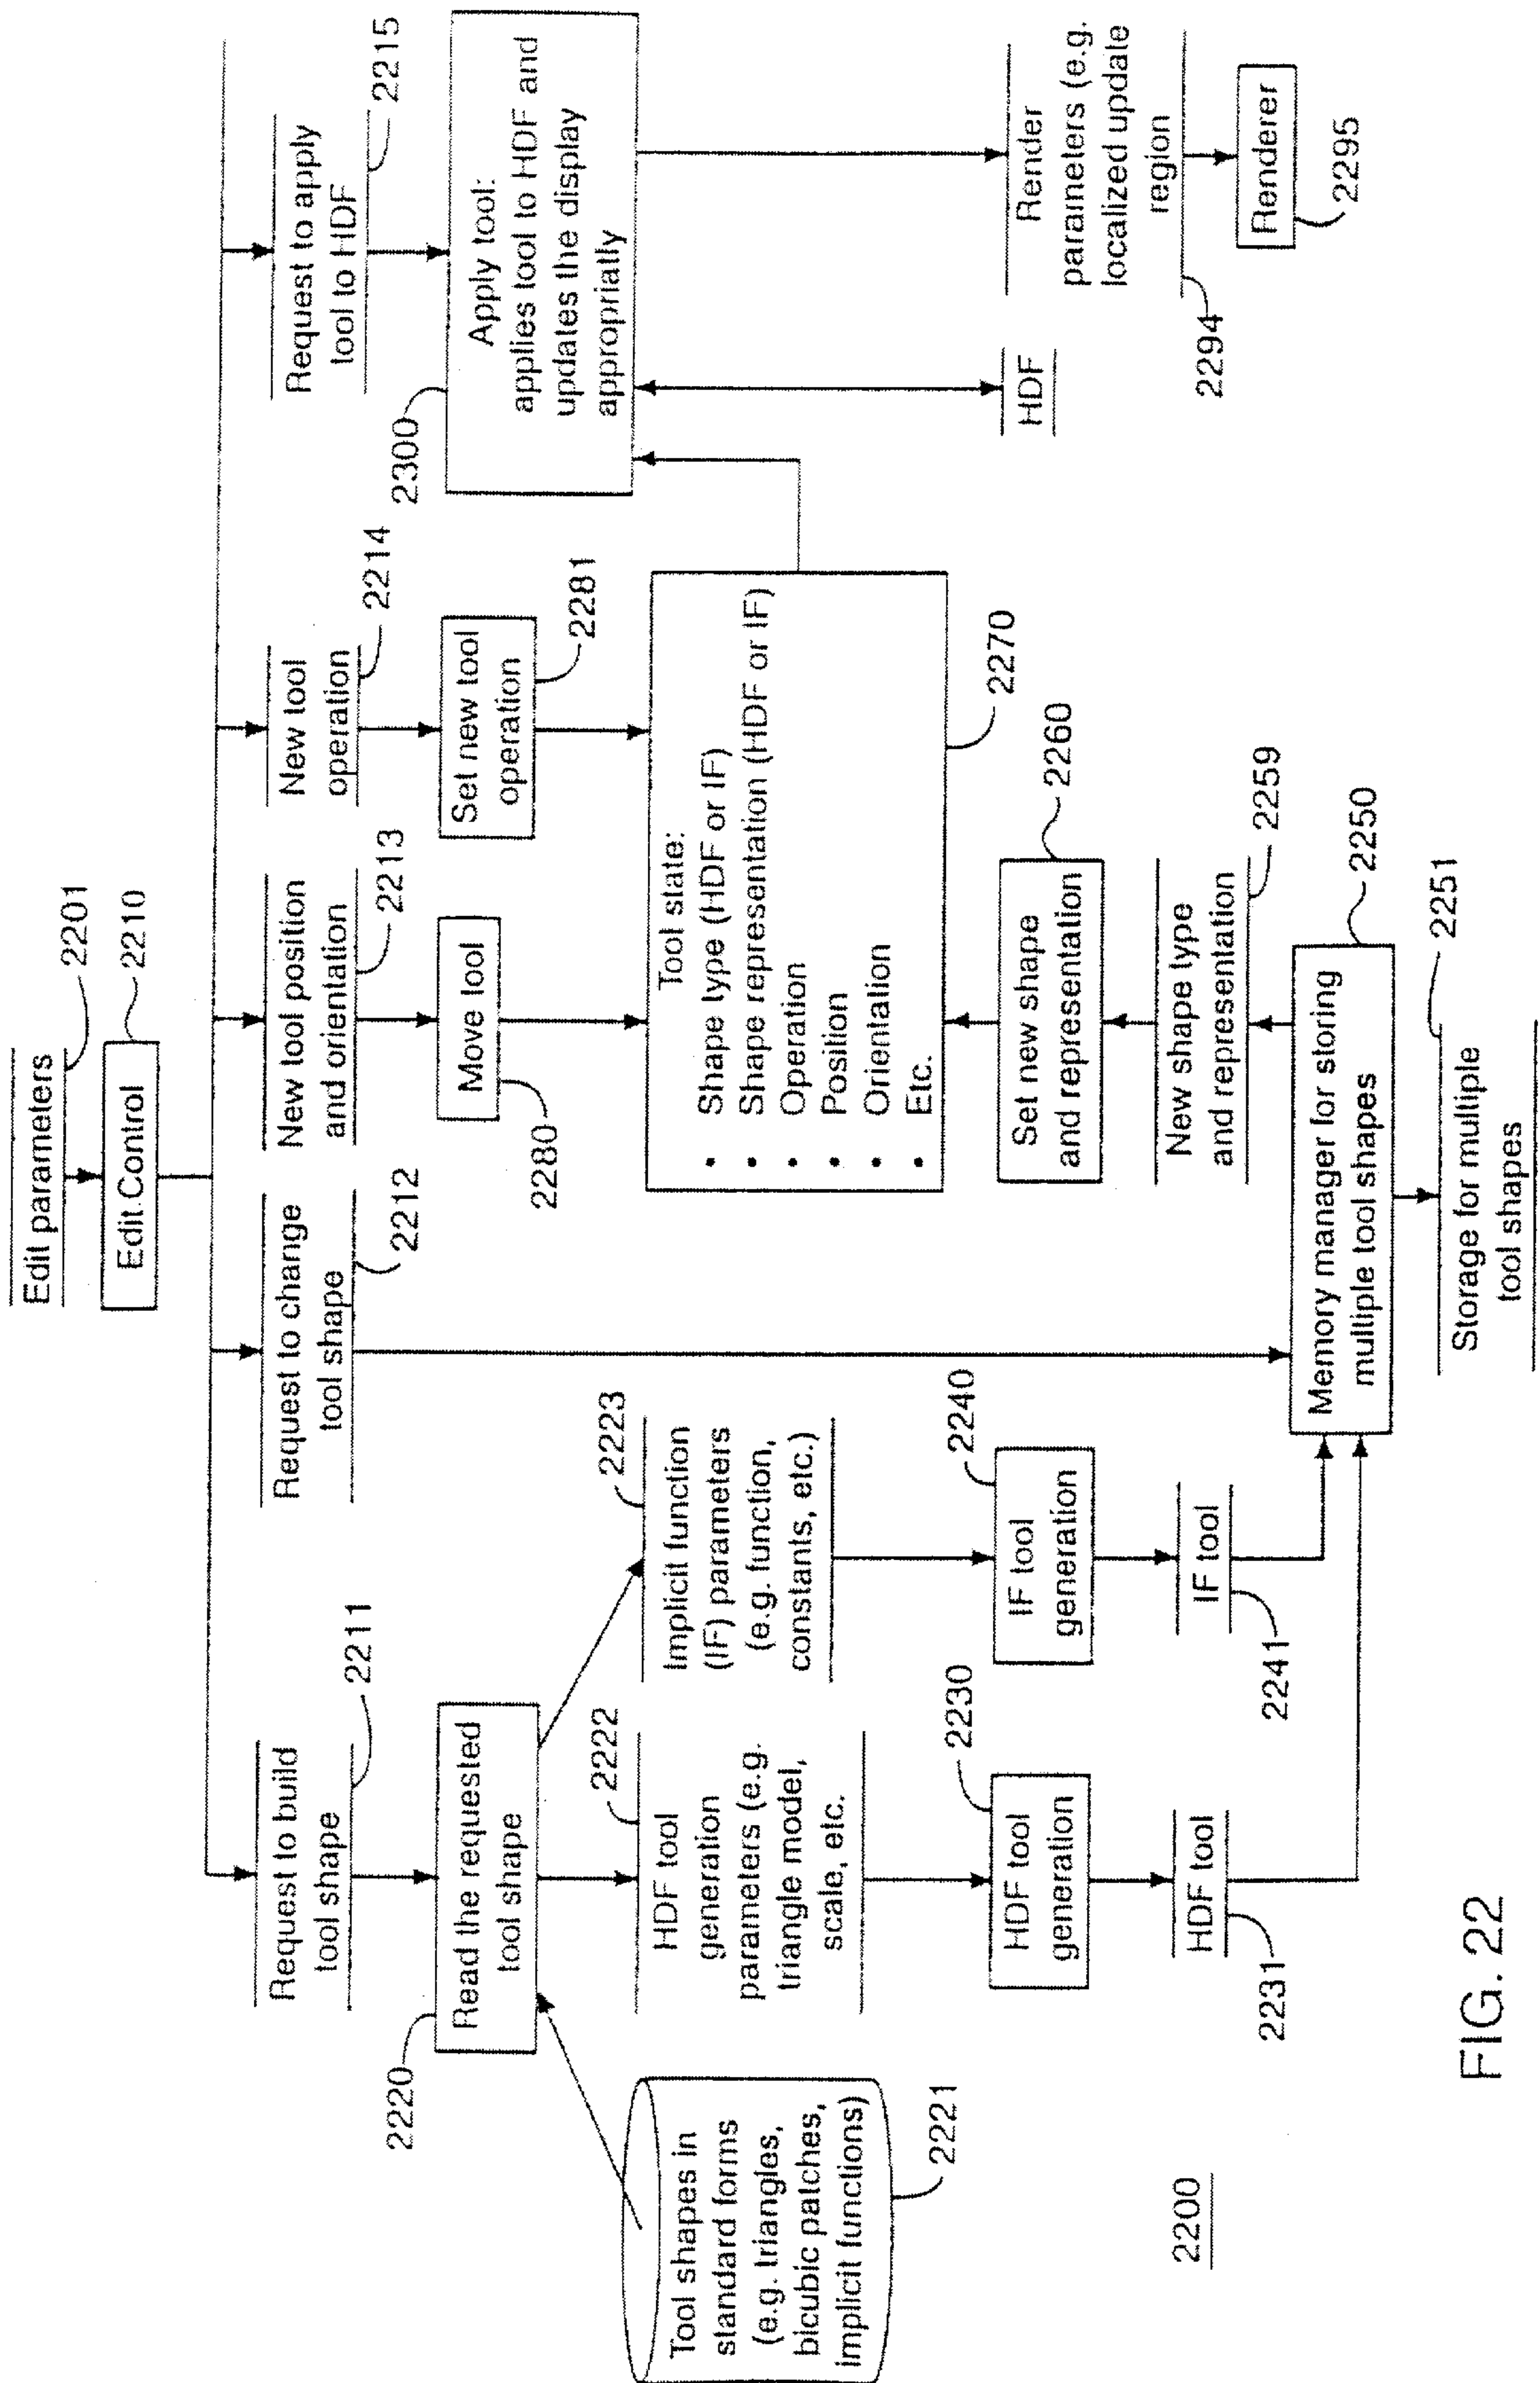 Edit parameters
2201
Edit.Control
2210
Request to build
tool shape
2211
Request to change
tool shape
2212
New tool position
and orientation
2213
New tool
operation
2214
Request to apply
tool to HDF
2215
2220
Read the requested
tool shape
Move tool
2280
Set new tool
operation
2281
2300
Apply tool:
applies tool to HDF and
updates the display
appropriatly
Tool shapes in
standard forms
(e.g. triangles,
bicubic patches,
implicit functions)
2221
2222
HDF tool
generation
parameters (e.g.
triangle model,
scale, etc.
2223
Implicit function
(IF) parameters
(e.g. function,
constants, etc.)
Tool state:
• Shape type (HDF or IF)
• Shape representation (HDF or IF)
• Operation
• Position
• Orientation
• Etc.
2270
2230
HDF tool
generation
2240
IF tool
generation
Set new shape
and representation
2260
HDF
Render
parameters (e.g.
localized update
region
2294
HDF tool
2231
IF tool
2241
New shape type
and representation
2259
Renderer
2295
Memory manager for storing
multiple tool shapes
2250
Storage for multiple
tool shapes
2251
2200
FIG. 22